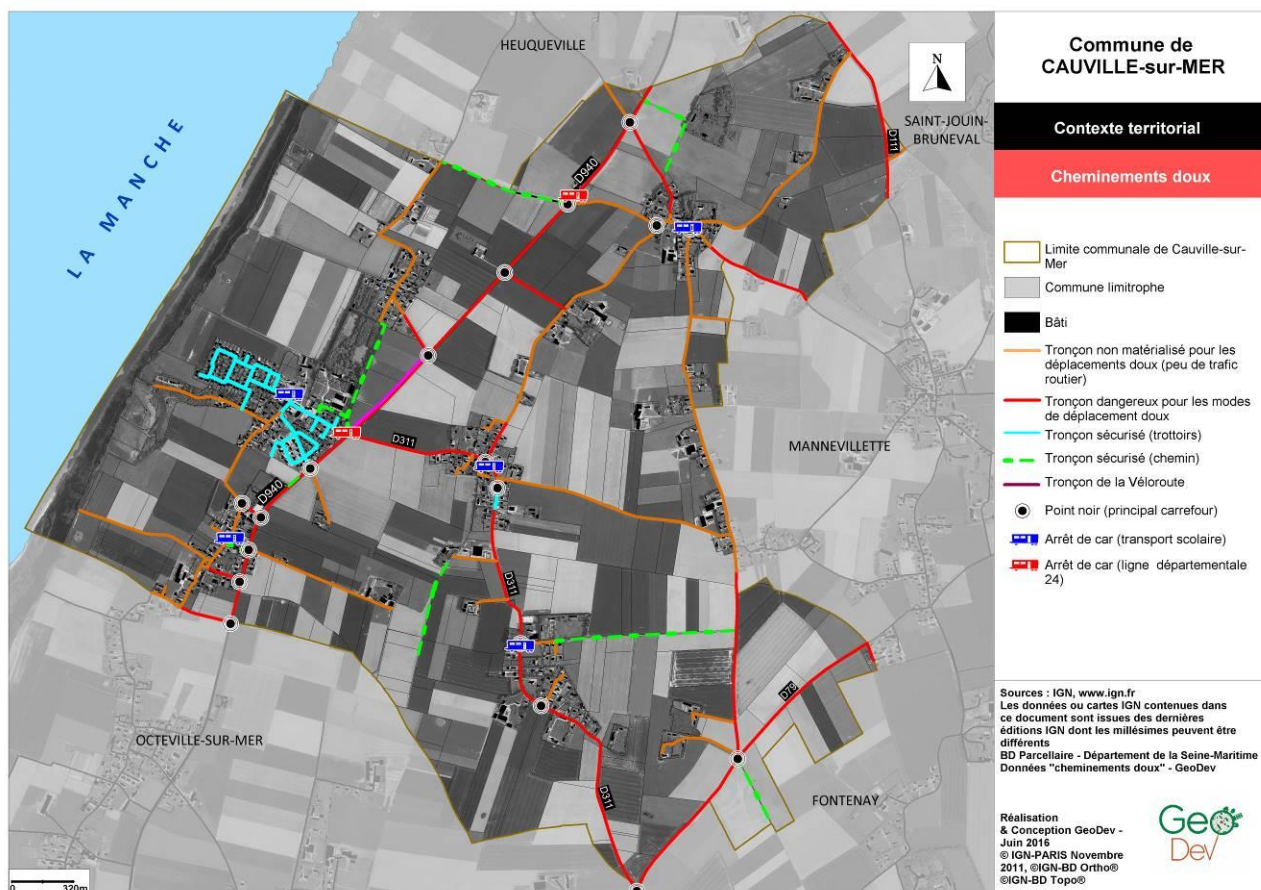 HEUQUEVILLE
N
SAINT-JOUIN-
BRUNEVAL
LA MANCHE
D940
D111
MANNEVILLETTE
D311
D940
D311
D79
OCTEVILLE-SUR-MER
FONTENAY
D311
0 320m
Commune de
CAUVILLE-sur-MER
Contexte territorial
Cheminements doux
Limite communale de Cauville-sur-
Mer
Commune limitrophe
Bâti
Tronçon non matérialisé pour les
déplacements doux (peu de trafic
routier)
Tronçon dangereux pour les modes
de déplacement doux
Tronçon sécurisé (trottoirs)
Tronçon sécurisé (chemin)
Tronçon de la Véloroute
Point noir (principal carrefour)
Arrêt de car (transport scolaire)
Arrêt de car (ligne départementale
24)
Sources : IGN, www.ign.fr
Les données ou cartes IGN contenues dans
ce document sont issues des dernières
éditions IGN dont les millésimes peuvent être
différents
BD Parcellaire - Département de la Seine-Maritime
Données "cheminements doux" - GeoDev
Réalisation
& Conception GeoDev -
Juin 2016
© IGN-PARIS Novembre
2011, ©IGN-BD Ortho®
©IGN-BD Topo®
Geo
Dev